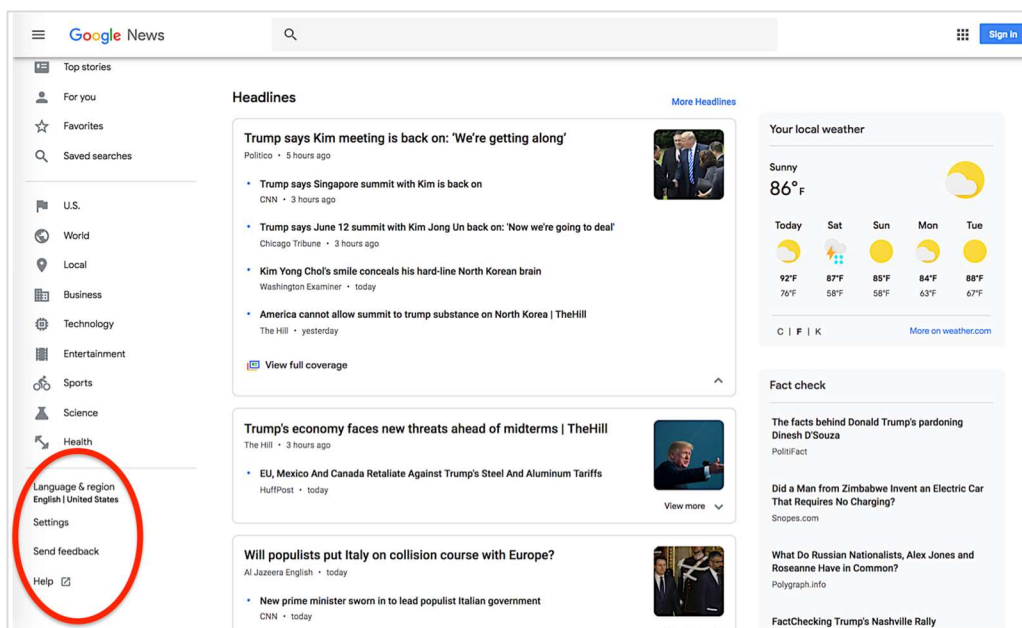 Google News
Sign in
Top stories
For you
Favorites
Saved searches
U.S.
World
Local
Business
Technology
Entertainment
Sports
Science
Health
Language & region
English | United States
Settings
Send feedback
Help
Headlines
More Headlines
Trump says Kim meeting is back on: ‘We’re getting along’
Politico • 5 hours ago
• Trump says Singapore summit with Kim is back on
CNN • 3 hours ago
• Trump says June 12 summit with Kim Jong Un back on: 'Now we're going to deal'
Chicago Tribune • 3 hours ago
• Kim Yong Chol's smile conceals his hard-line North Korean brain
Washington Examiner • today
• America cannot allow summit to trump substance on North Korea | TheHill
The Hill • yesterday
View full coverage
Trump's economy faces new threats ahead of midterms | TheHill
The Hill • 3 hours ago
• EU, Mexico And Canada Retaliate Against Trump's Steel And Aluminum Tariffs
HuffPost • today
View more
Will populists put Italy on collision course with Europe?
Al Jazeera English • today
• New prime minister sworn in to lead populist Italian government
CNN • today
Your local weather
Sunny
86°F
Today Sat Sun Mon Tue
92°F 87°F 85°F 84°F 88°F
76°F 58°F 58°F 63°F 67°F
C | F | K
More on weather.com
Fact check
The facts behind Donald Trump's pardoning
Dinesh D'Souza
PolitiFact
Did a Man from Zimbabwe Invent an Electric Car
That Requires No Charging?
Snopes.com
What Do Russian Nationalists, Alex Jones and
Roseanne Have in Common?
Polygraph.info
FactChecking Trump's Nashville Rally